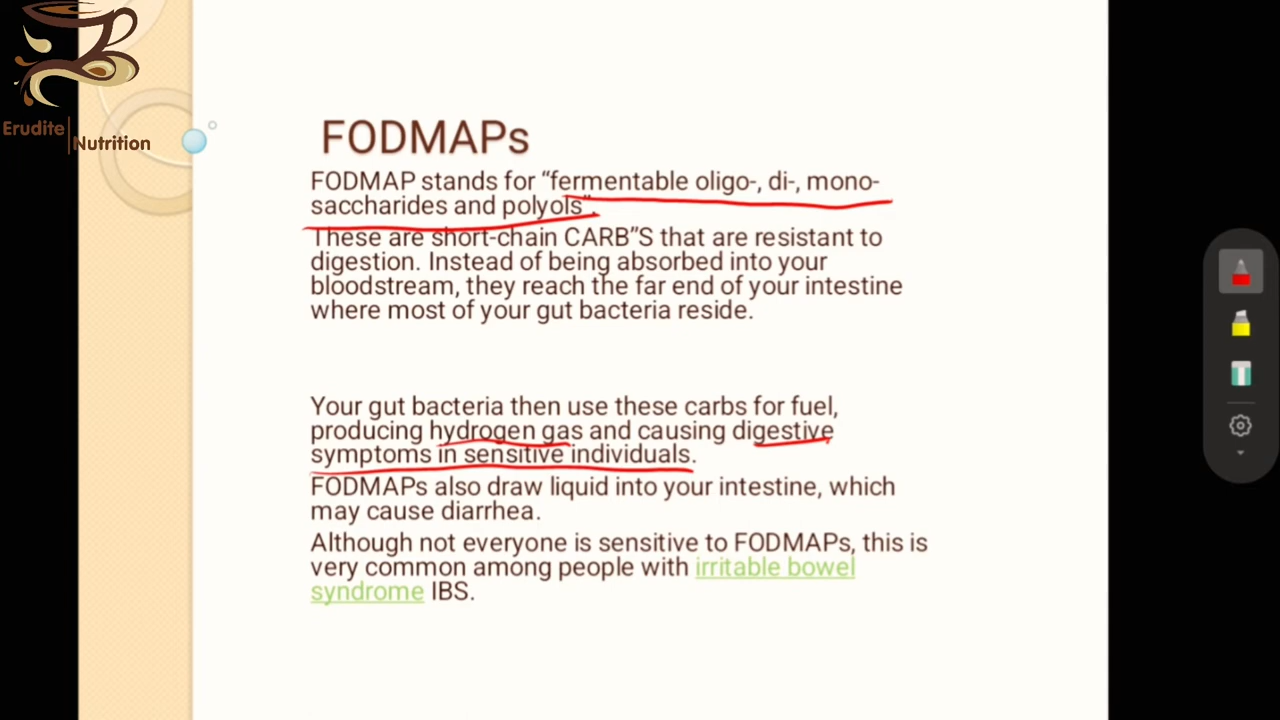 Erudite
Nutrition
FODMAPs
FODMAP stands for “fermentable oligo-, di-, mono-
saccharides and polyols”.
These are short-chain CARB”S that are resistant to
digestion. Instead of being absorbed into your
bloodstream, they reach the far end of your intestine
where most of your gut bacteria reside.
Your gut bacteria then use these carbs for fuel,
producing hydrogen gas and causing digestive
symptoms in sensitive individuals.
FODMAPs also draw liquid into your intestine, which
may cause diarrhea.
Although not everyone is sensitive to FODMAPs, this is
very common among people with irritable bowel
syndrome IBS.